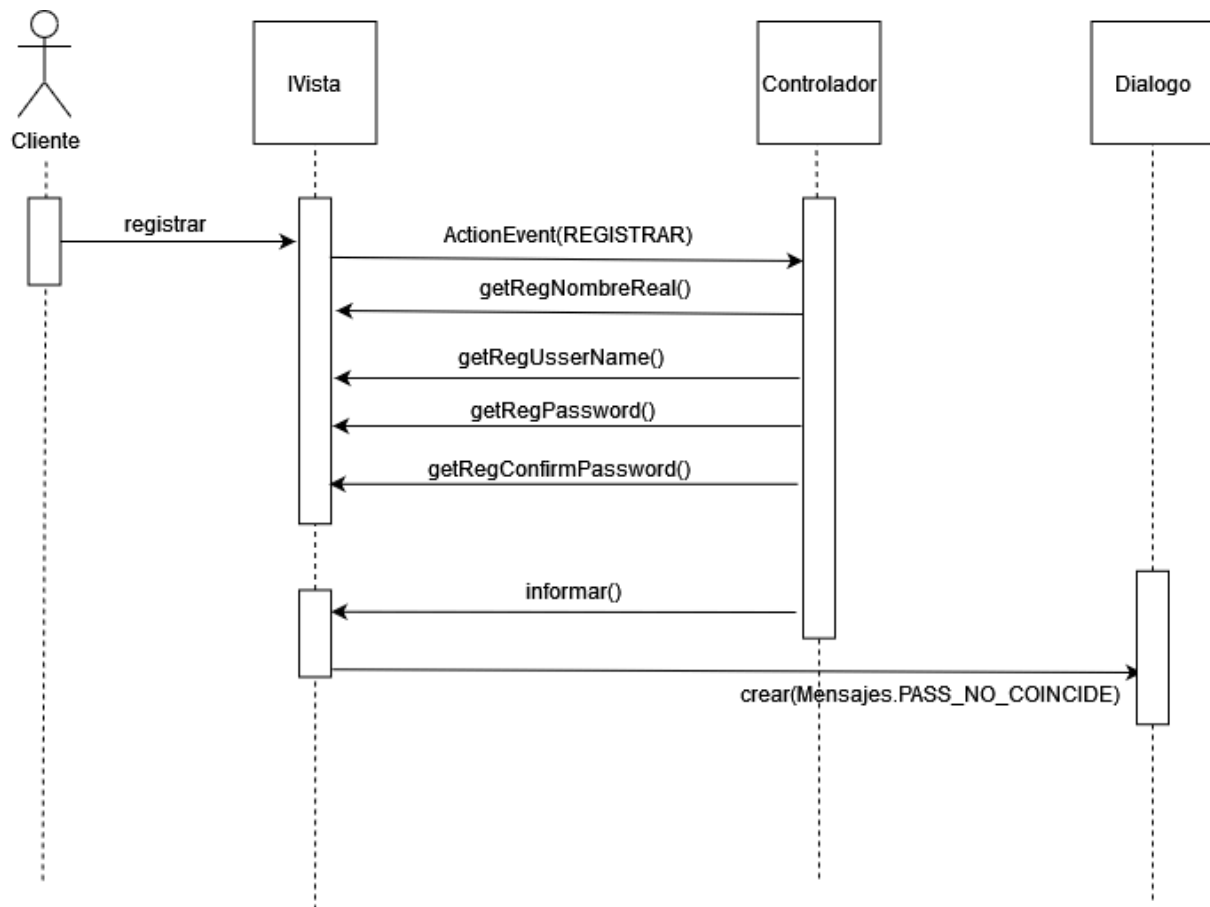 IVista
Controlador
Dialogo
Cliente
registrar
ActionEvent(REGISTRAR)
getRegNombreReal()
getRegUsserName()
getRegPassword()
getRegConfirmPassword()
informar()
crear(Mensajes.PASS_NO_COINCIDE)